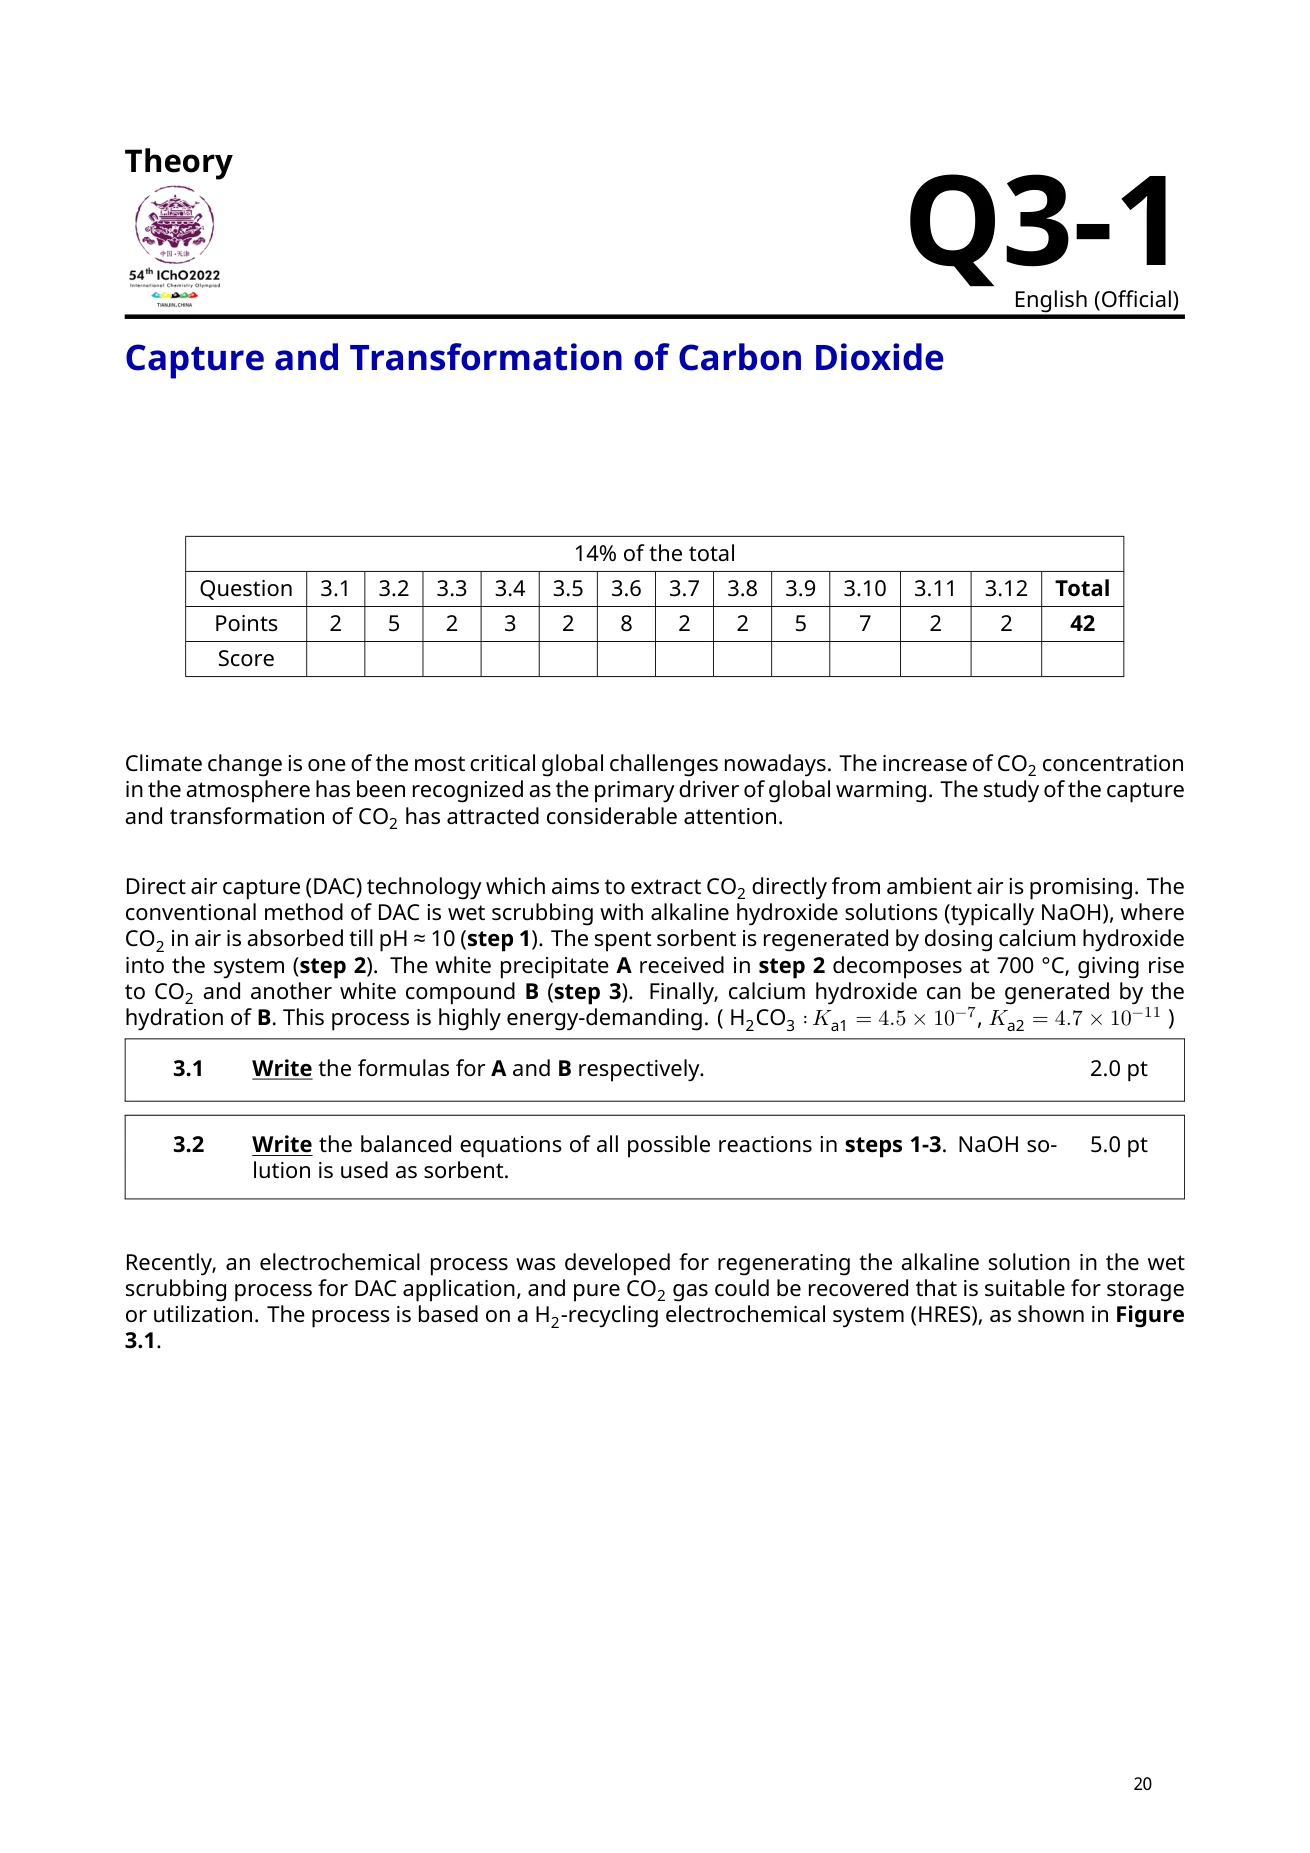 Theory
中国·天津
54th IChO2022
International Chemistry Olympiad
TIANJIN, CHINA
Q3-1
English (Official)
Capture and Transformation of Carbon Dioxide
14% of the total
Question 3.1 3.2 3.3 3.4 3.5 3.6 3.7 3.8 3.9 3.10 3.11 3.12 Total
Points 2 5 2 3 2 8 2 2 5 7 2 2 42
Score
Climate change is one of the most critical global challenges nowadays. The increase of CO₂ concentration
in the atmosphere has been recognized as the primary driver of global warming. The study of the capture
and transformation of CO₂ has attracted considerable attention.
Direct air capture (DAC) technology which aims to extract CO₂ directly from ambient air is promising. The
conventional method of DAC is wet scrubbing with alkaline hydroxide solutions (typically NaOH), where
CO₂ in air is absorbed till pH ≈ 10 (step 1). The spent sorbent is regenerated by dosing calcium hydroxide
into the system (step 2). The white precipitate A received in step 2 decomposes at 700 °C, giving rise
to CO₂ and another white compound B (step 3). Finally, calcium hydroxide can be generated by the
hydration of B. This process is highly energy-demanding. ( H₂CO₃ : Kₐ₁ = 4.5 × 10⁻⁷, Kₐ₂ = 4.7 × 10⁻¹¹ )
3.1 Write the formulas for A and B respectively. 2.0 pt
3.2 Write the balanced equations of all possible reactions in steps 1-3. NaOH so- 5.0 pt
lution is used as sorbent.
Recently, an electrochemical process was developed for regenerating the alkaline solution in the wet
scrubbing process for DAC application, and pure CO₂ gas could be recovered that is suitable for storage
or utilization. The process is based on a H₂-recycling electrochemical system (HRES), as shown in Figure
3.1.
20